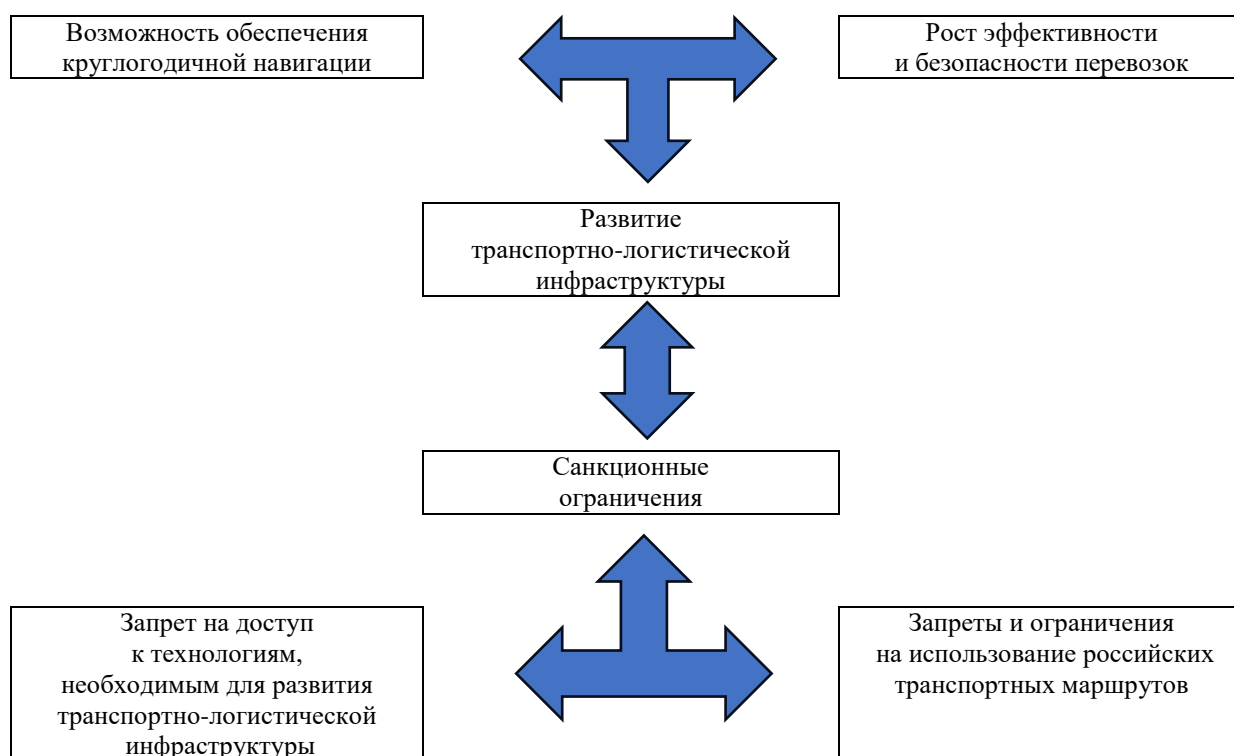 Возможность обеспечения
круглогодичной навигации
Рост эффективности
и безопасности перевозок
Развитие
транспортно-логистической
инфраструктуры
Санкционные
ограничения
Запрет на доступ
к технологиям,
необходимым для развития
транспортно-логистической
инфраструктуры
Запреты и ограничения
на использование российских
транспортных маршрутов